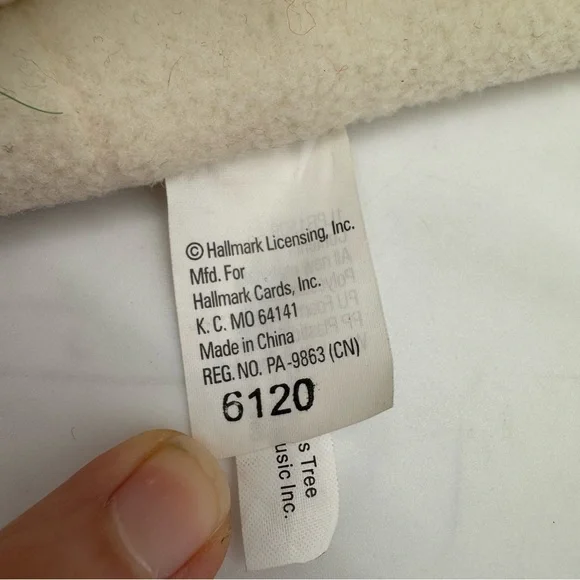 © Hallmark Licensing, Inc.
Mfd. For
Hallmark Cards, Inc.
K. C. MO 64141
Made in China
REG. NO. PA-9863 (CN)
6120
s Tree
usic Inc.